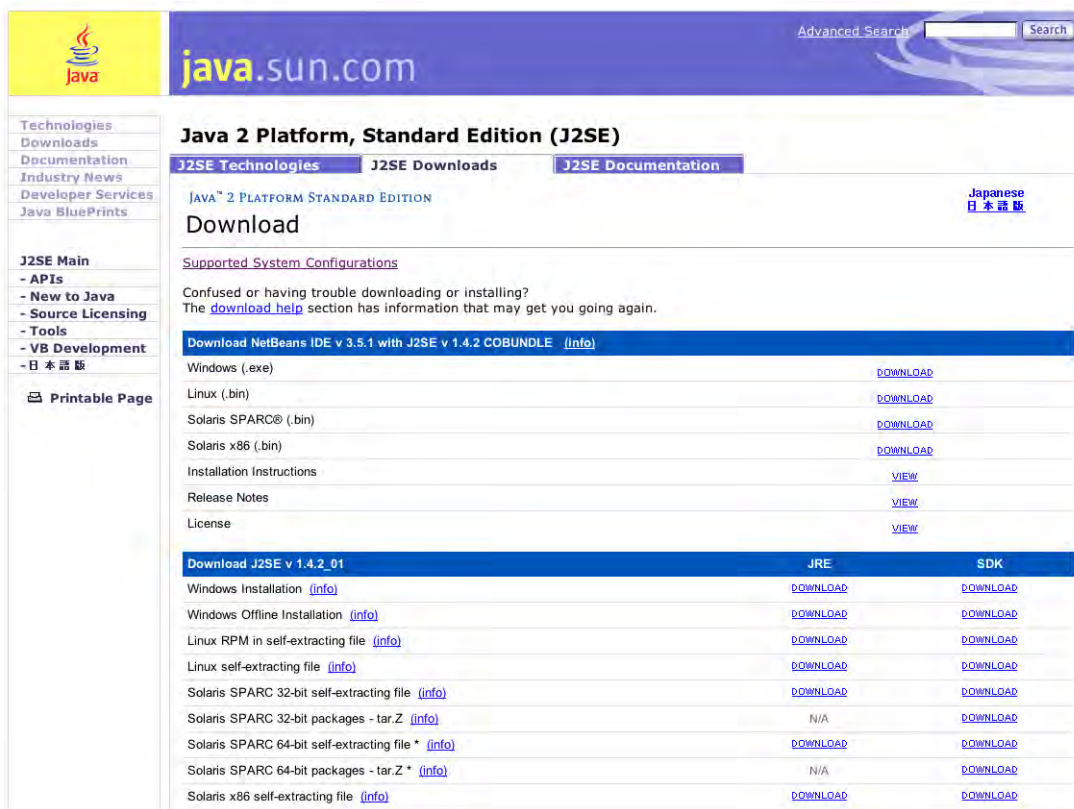 Java
java.sun.com
Advanced Search
Search
Technologies
Downloads
Documentation
Industry News
Developer Services
Java BluePrints
J2SE Main
- APIs
- New to Java
- Source Licensing
- Tools
- VB Development
-日本語版
Printable Page
Java 2 Platform, Standard Edition (J2SE)
J2SE Technologies J2SE Downloads J2SE Documentation
JAVA™ 2 PLATFORM STANDARD EDITION
Japanese
日本語版
Download
Supported System Configurations
Confused or having trouble downloading or installing?
The download help section has information that may get you going again.
Download NetBeans IDE v 3.5.1 with J2SE v 1.4.2 COBUNDLE (info)
Windows (.exe) DOWNLOAD
Linux (.bin) DOWNLOAD
Solaris SPARC® (.bin) DOWNLOAD
Solaris x86 (.bin) DOWNLOAD
Installation Instructions VIEW
Release Notes VIEW
License VIEW
Download J2SE v 1.4.2_01 JRE SDK
Windows Installation (info) DOWNLOAD DOWNLOAD
Windows Offline Installation (info) DOWNLOAD DOWNLOAD
Linux RPM in self-extracting file (info) DOWNLOAD DOWNLOAD
Linux self-extracting file (info) DOWNLOAD DOWNLOAD
Solaris SPARC 32-bit self-extracting file (info) DOWNLOAD DOWNLOAD
Solaris SPARC 32-bit packages - tar.Z (info) N/A DOWNLOAD
Solaris SPARC 64-bit self-extracting file * (info) DOWNLOAD DOWNLOAD
Solaris SPARC 64-bit packages - tar.Z * (info) N/A DOWNLOAD
Solaris x86 self-extracting file (info) DOWNLOAD DOWNLOAD